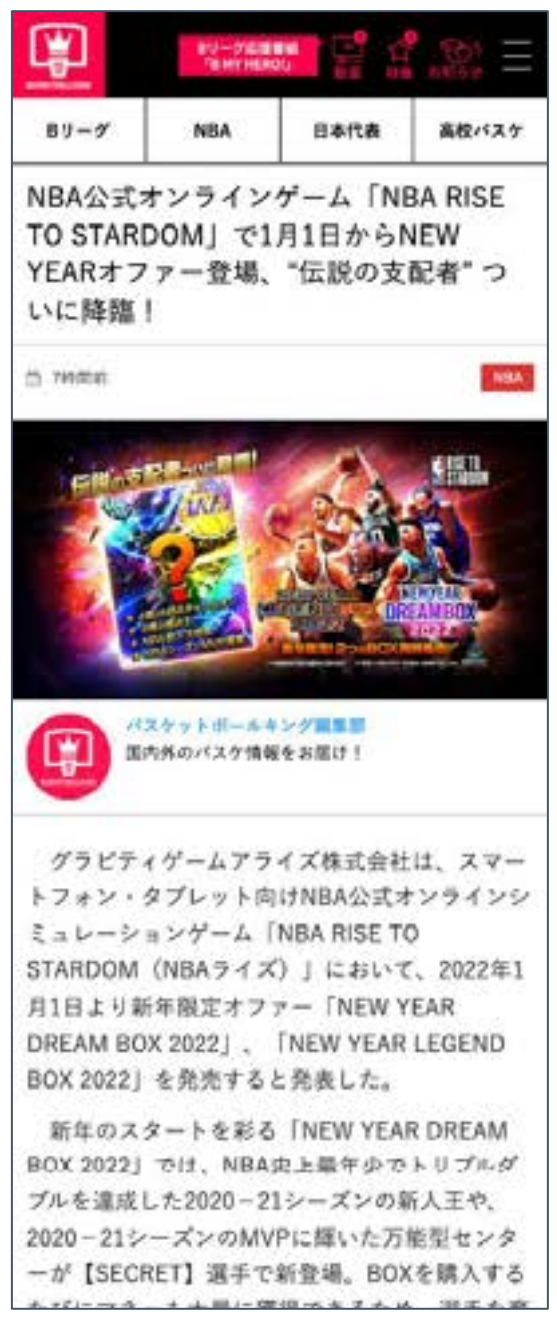 Bリーグ応援番組
「B MY HERO!」
動画
特集
お知らせ
Bリーグ
NBA
日本代表
高校バスケ
NBA公式オンラインゲーム「NBA RISE
TO STARDOM」で1月1日からNEW
YEARオファー登場、“伝説の支配者” つ
いに降臨！
7時間前
NBA
伝説の支配者ついに降臨!
RISE TO
STARDOM
?
NEW YEAR
DREAM BOX
バスケットボールキング編集部
国内外のバスケ情報をお届け！
グラビティゲームアライズ株式会社は、スマー
トフォン・タブレット向けNBA公式オンラインシ
ミュレーションゲーム「NBA RISE TO
STARDOM（NBAライズ）」において、2022年1
月1日より新年限定オファー「NEW YEAR
DREAM BOX 2022」、「NEW YEAR LEGEND
BOX 2022」を発売すると発表した。
新年のスタートを彩る「NEW YEAR DREAM
BOX 2022」では、NBA史上最年少でトリプルダ
ブルを達成した2020－21シーズンの新人王や、
2020－21シーズンのMVPに輝いた万能型センタ
ーが【SECRET】選手で新登場。BOXを購入する